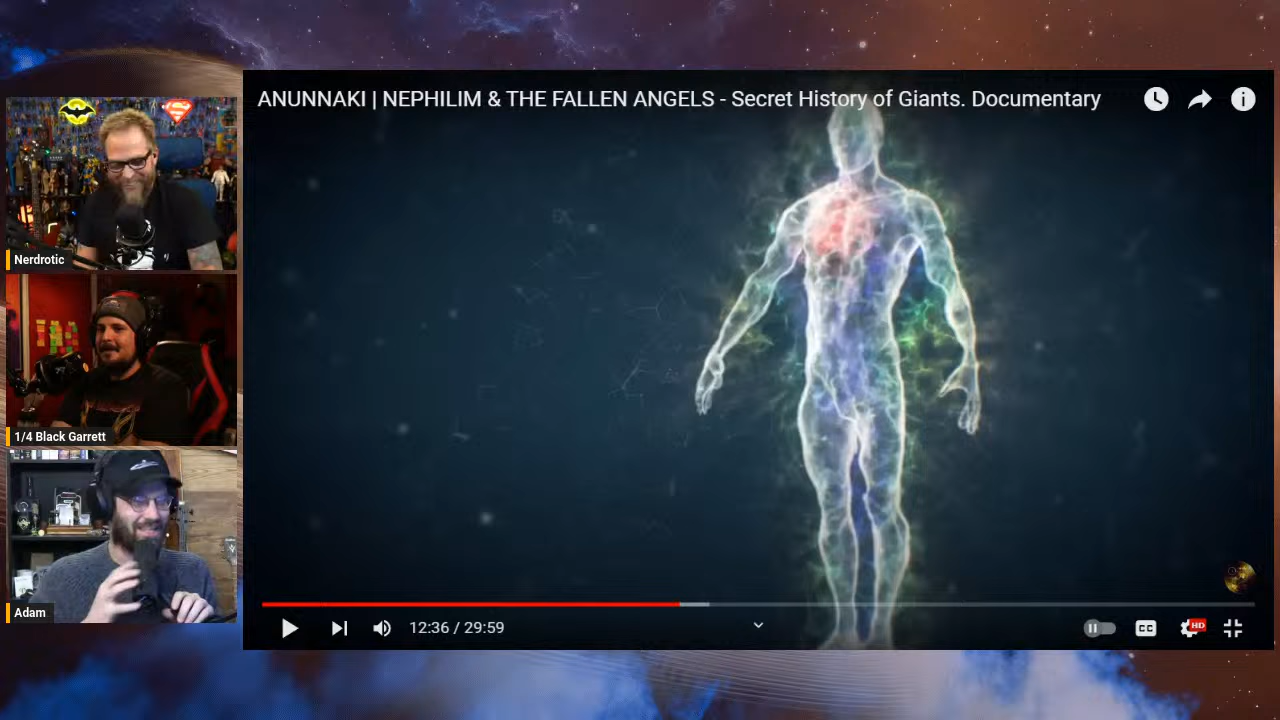 ANUNNAKI | NEPHILIM & THE FALLEN ANGELS - Secret History of Giants. Documentary
Nerdrotic
1/4 Black Garrett
Adam
12:36 / 29:59
CC
HD